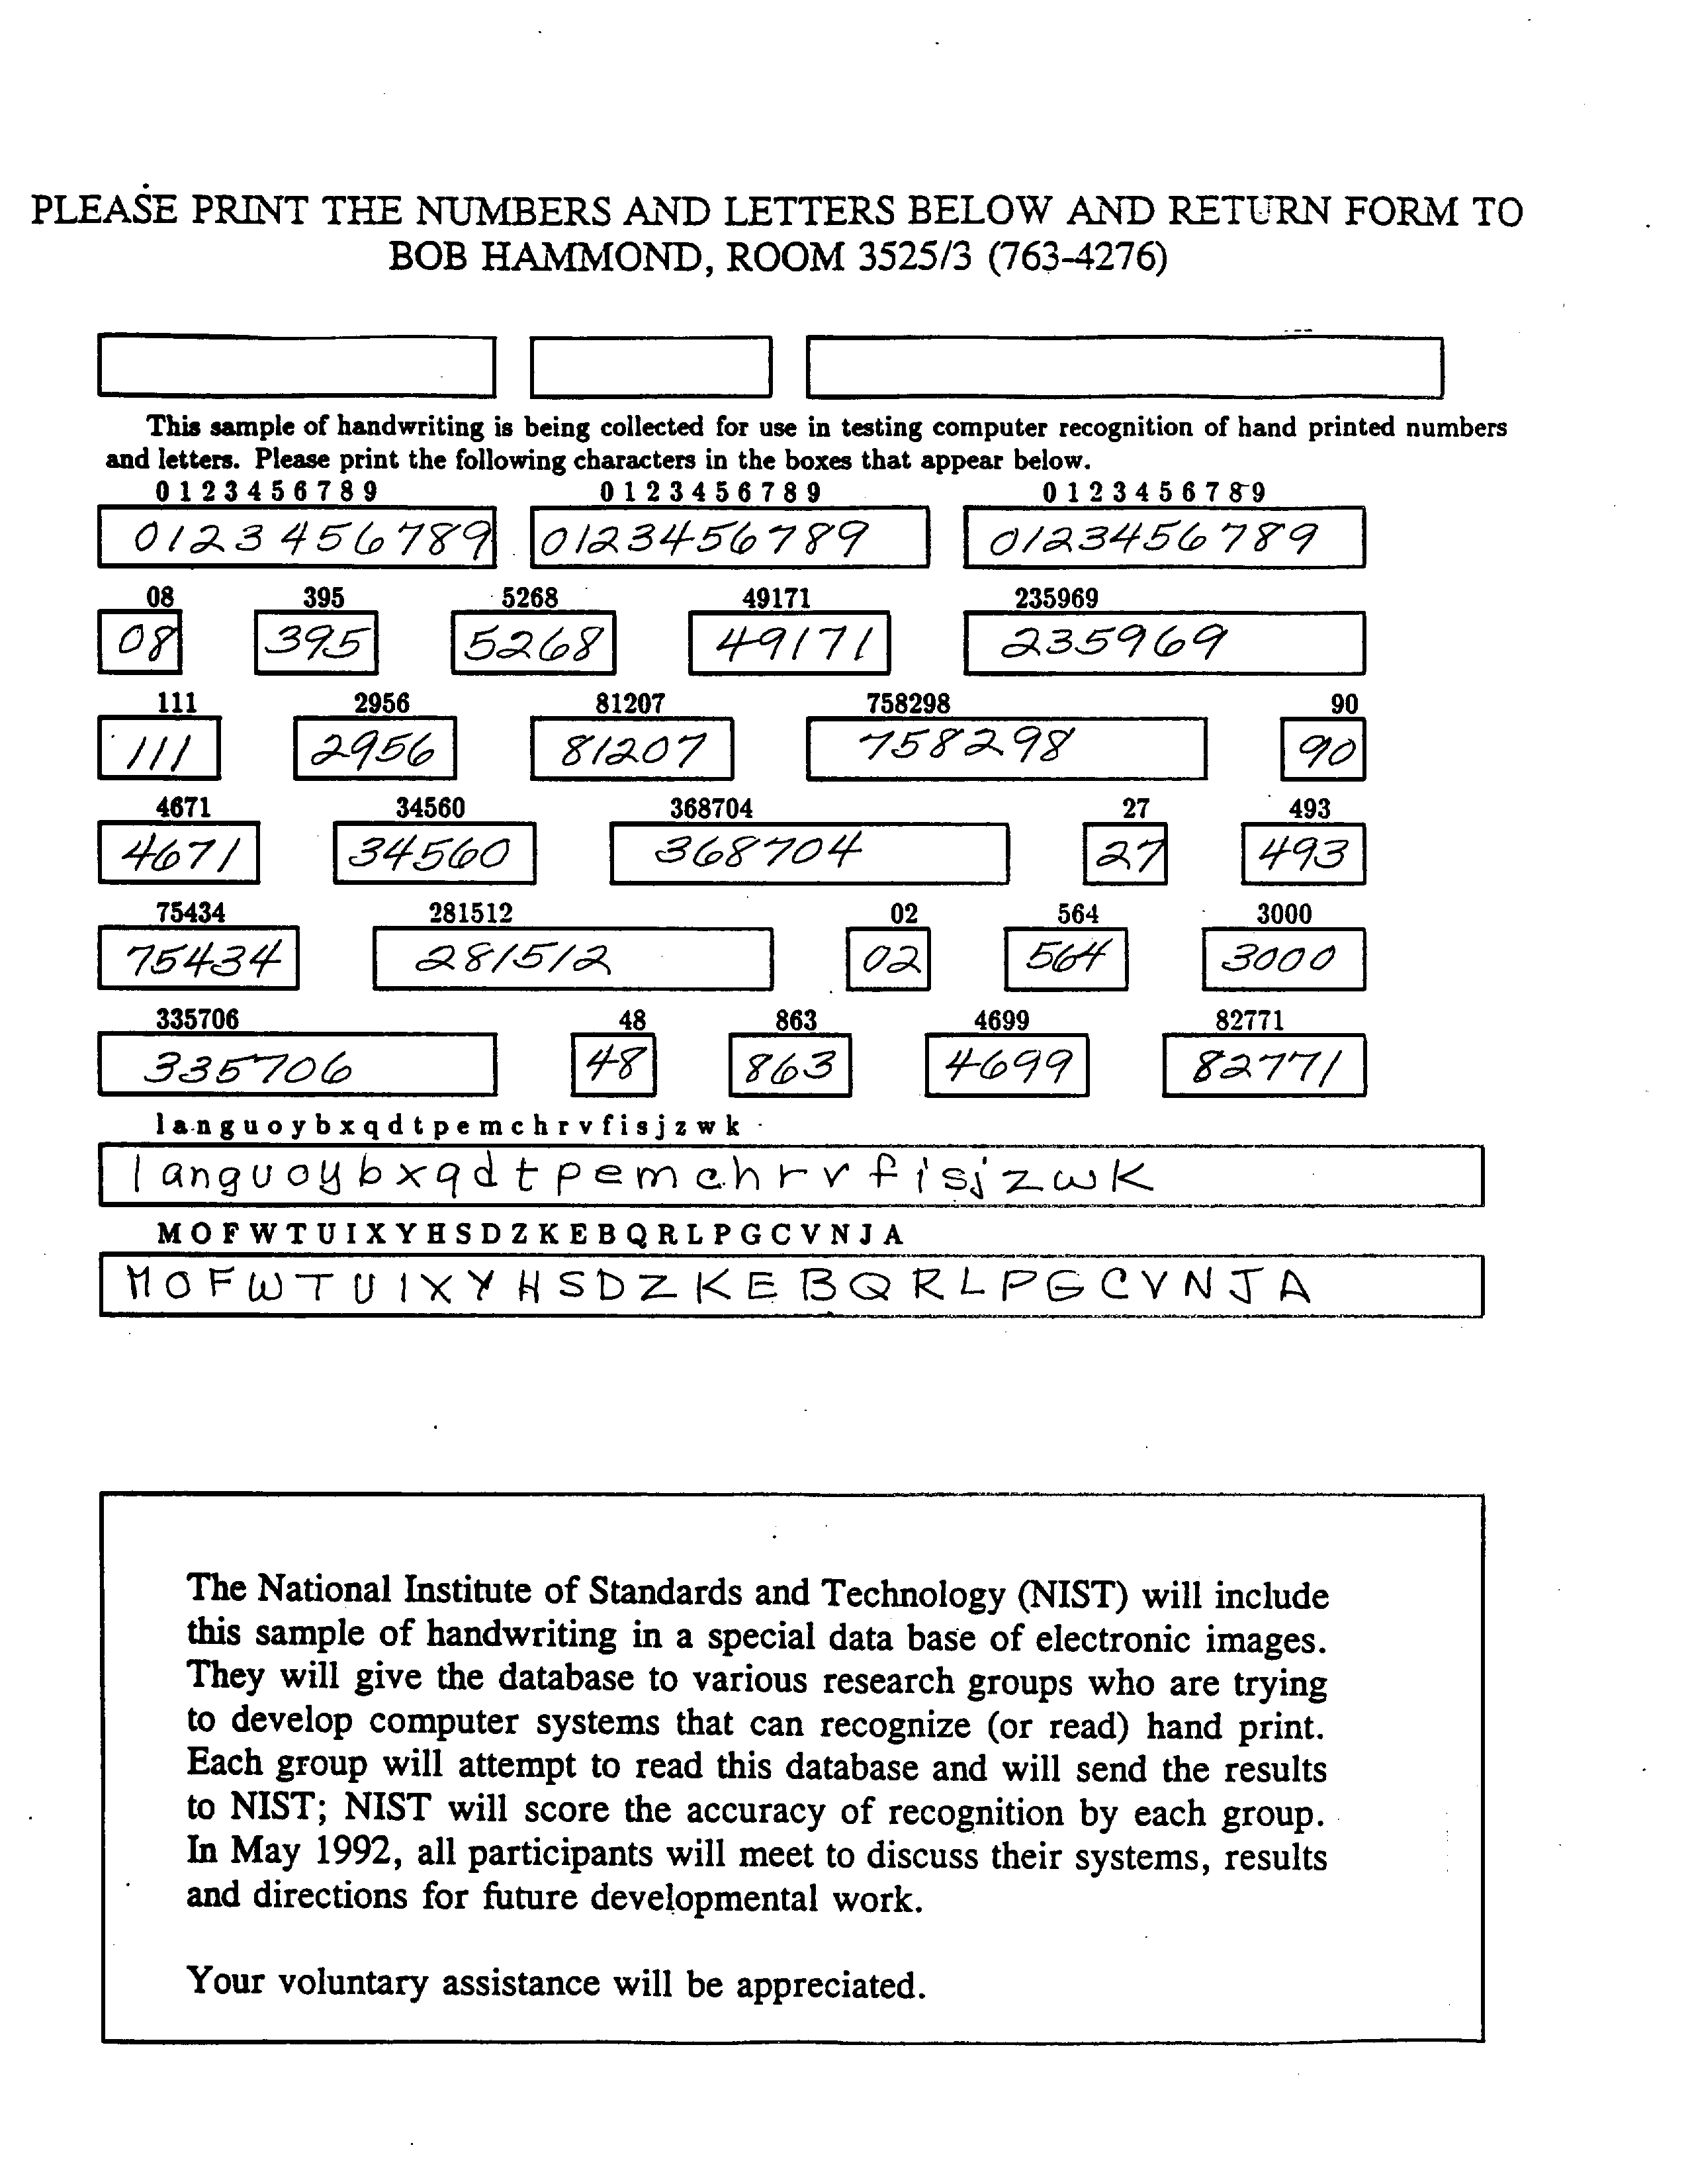 PLEASE PRINT THE NUMBERS AND LETTERS BELOW AND RETURN FORM TO
BOB HAMMOND, ROOM 3525/3 (763-4276)
This sample of handwriting is being collected for use in testing computer recognition of hand printed numbers
and letters. Please print the following characters in the boxes that appear below.
0 1 2 3 4 5 6 7 8 9 0 1 2 3 4 5 6 7 8 9 0 1 2 3 4 5 6 7 8 9
0123456789 0123456789 0123456789
08 395 5268 49171 235969
08 395 5268 49171 235969
111 2956 81207 758298 90
111 2956 81207 758298 90
4671 34560 368704 27 493
4671 34560 368704 27 493
75434 281512 02 564 3000
75434 281512 02 564 3000
335706 48 863 4699 82771
335706 48 863 4699 82771
l a n g u o y b x q d t p e m c h r v f i s j z w k
l a n g u o y b x q d t p e m c h r v f i s j z w k
M O F W T U I X Y H S D Z K E B Q R L P G C V N J A
M O F W T U I X Y H S D Z K E B Q R L P G C V N J A
The National Institute of Standards and Technology (NIST) will include
this sample of handwriting in a special data base of electronic images.
They will give the database to various research groups who are trying
to develop computer systems that can recognize (or read) hand print.
Each group will attempt to read this database and will send the results
to NIST; NIST will score the accuracy of recognition by each group.
In May 1992, all participants will meet to discuss their systems, results
and directions for future developmental work.
Your voluntary assistance will be appreciated.